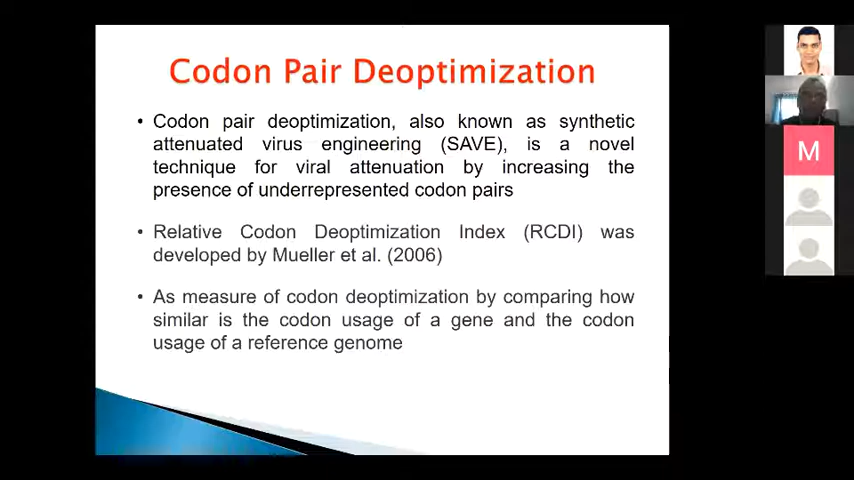 Codon Pair Deoptimization
• Codon pair deoptimization, also known as synthetic
attenuated virus engineering (SAVE), is a novel
technique for viral attenuation by increasing the
presence of underrepresented codon pairs
• Relative Codon Deoptimization Index (RCDI) was
developed by Mueller et al. (2006)
• As measure of codon deoptimization by comparing how
similar is the codon usage of a gene and the codon
usage of a reference genome
M